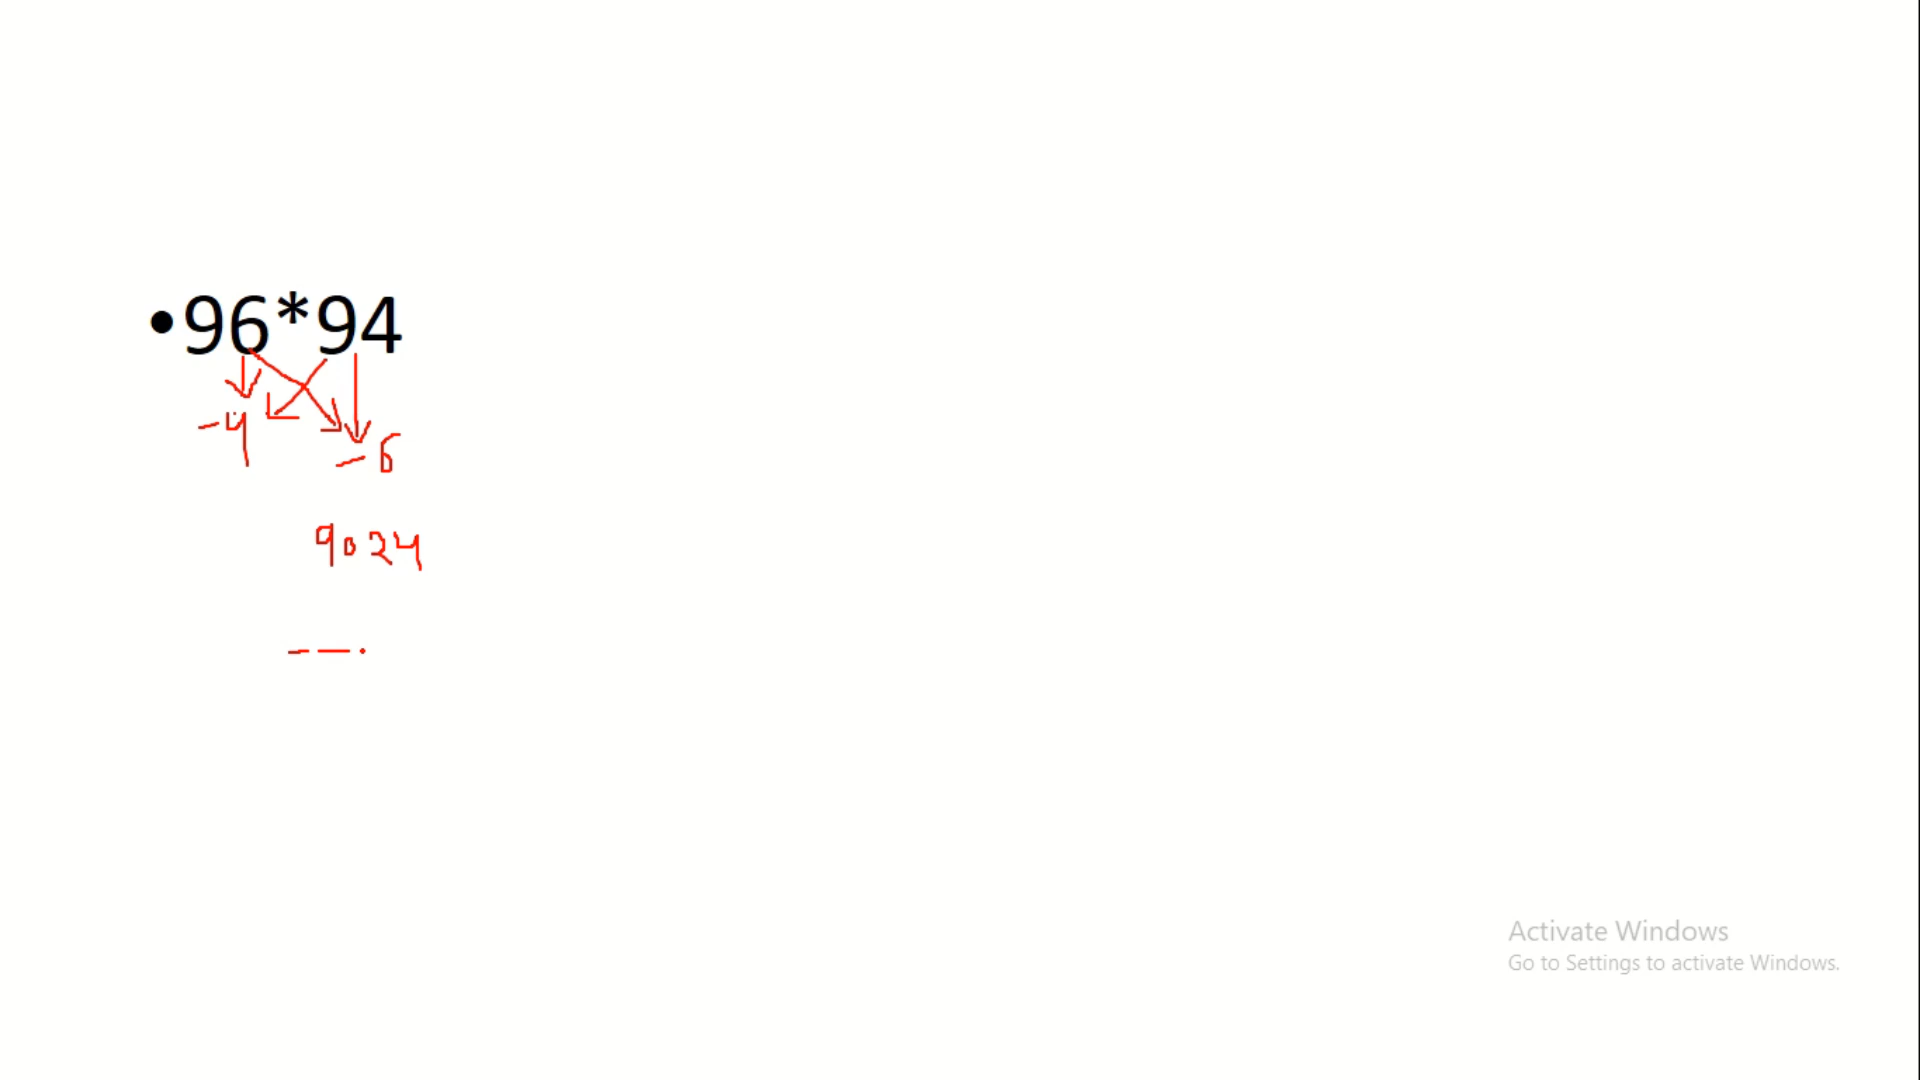 •96*94
-4
-6
9024
Activate Windows
Go to Settings to activate Windows.